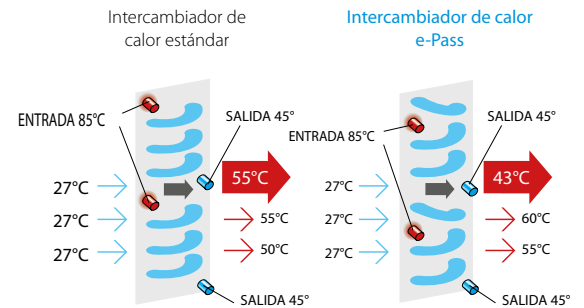 Intercambiador de
calor estándar
ENTRADA 85°C
SALIDA 45°
55°C
27°C
27°C
55°C
27°C
50°C
SALIDA 45°
Intercambiador de calor
e-Pass
ENTRADA 85°C
SALIDA 45°
43°C
27°C
27°C
60°C
27°C
55°C
SALIDA 45°